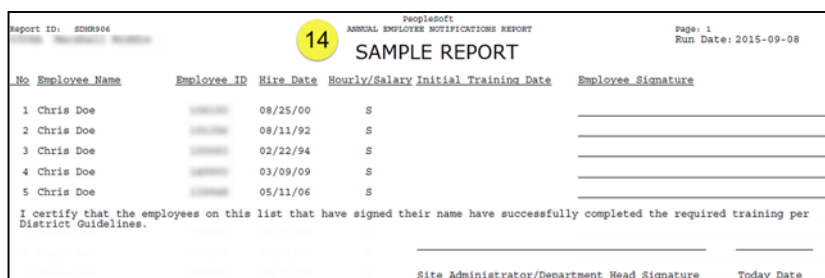 PeopleSoft
Report ID: SDHR906 ANNUAL EMPLOYEE NOTIFICATIONS REPORT Page: 1
14 Run Date: 2015-09-08
SAMPLE REPORT
No Employee Name Employee ID Hire Date Hourly/Salary Initial Training Date Employee Signature
1 Chris Doe 08/25/00 S
2 Chris Doe 08/11/92 S
3 Chris Doe 02/22/94 S
4 Chris Doe 03/09/09 S
5 Chris Doe 05/11/06 S
I certify that the employees on this list that have signed their name have successfully completed the required training per
District Guidelines.
Site Administrator/Department Head Signature Today Date